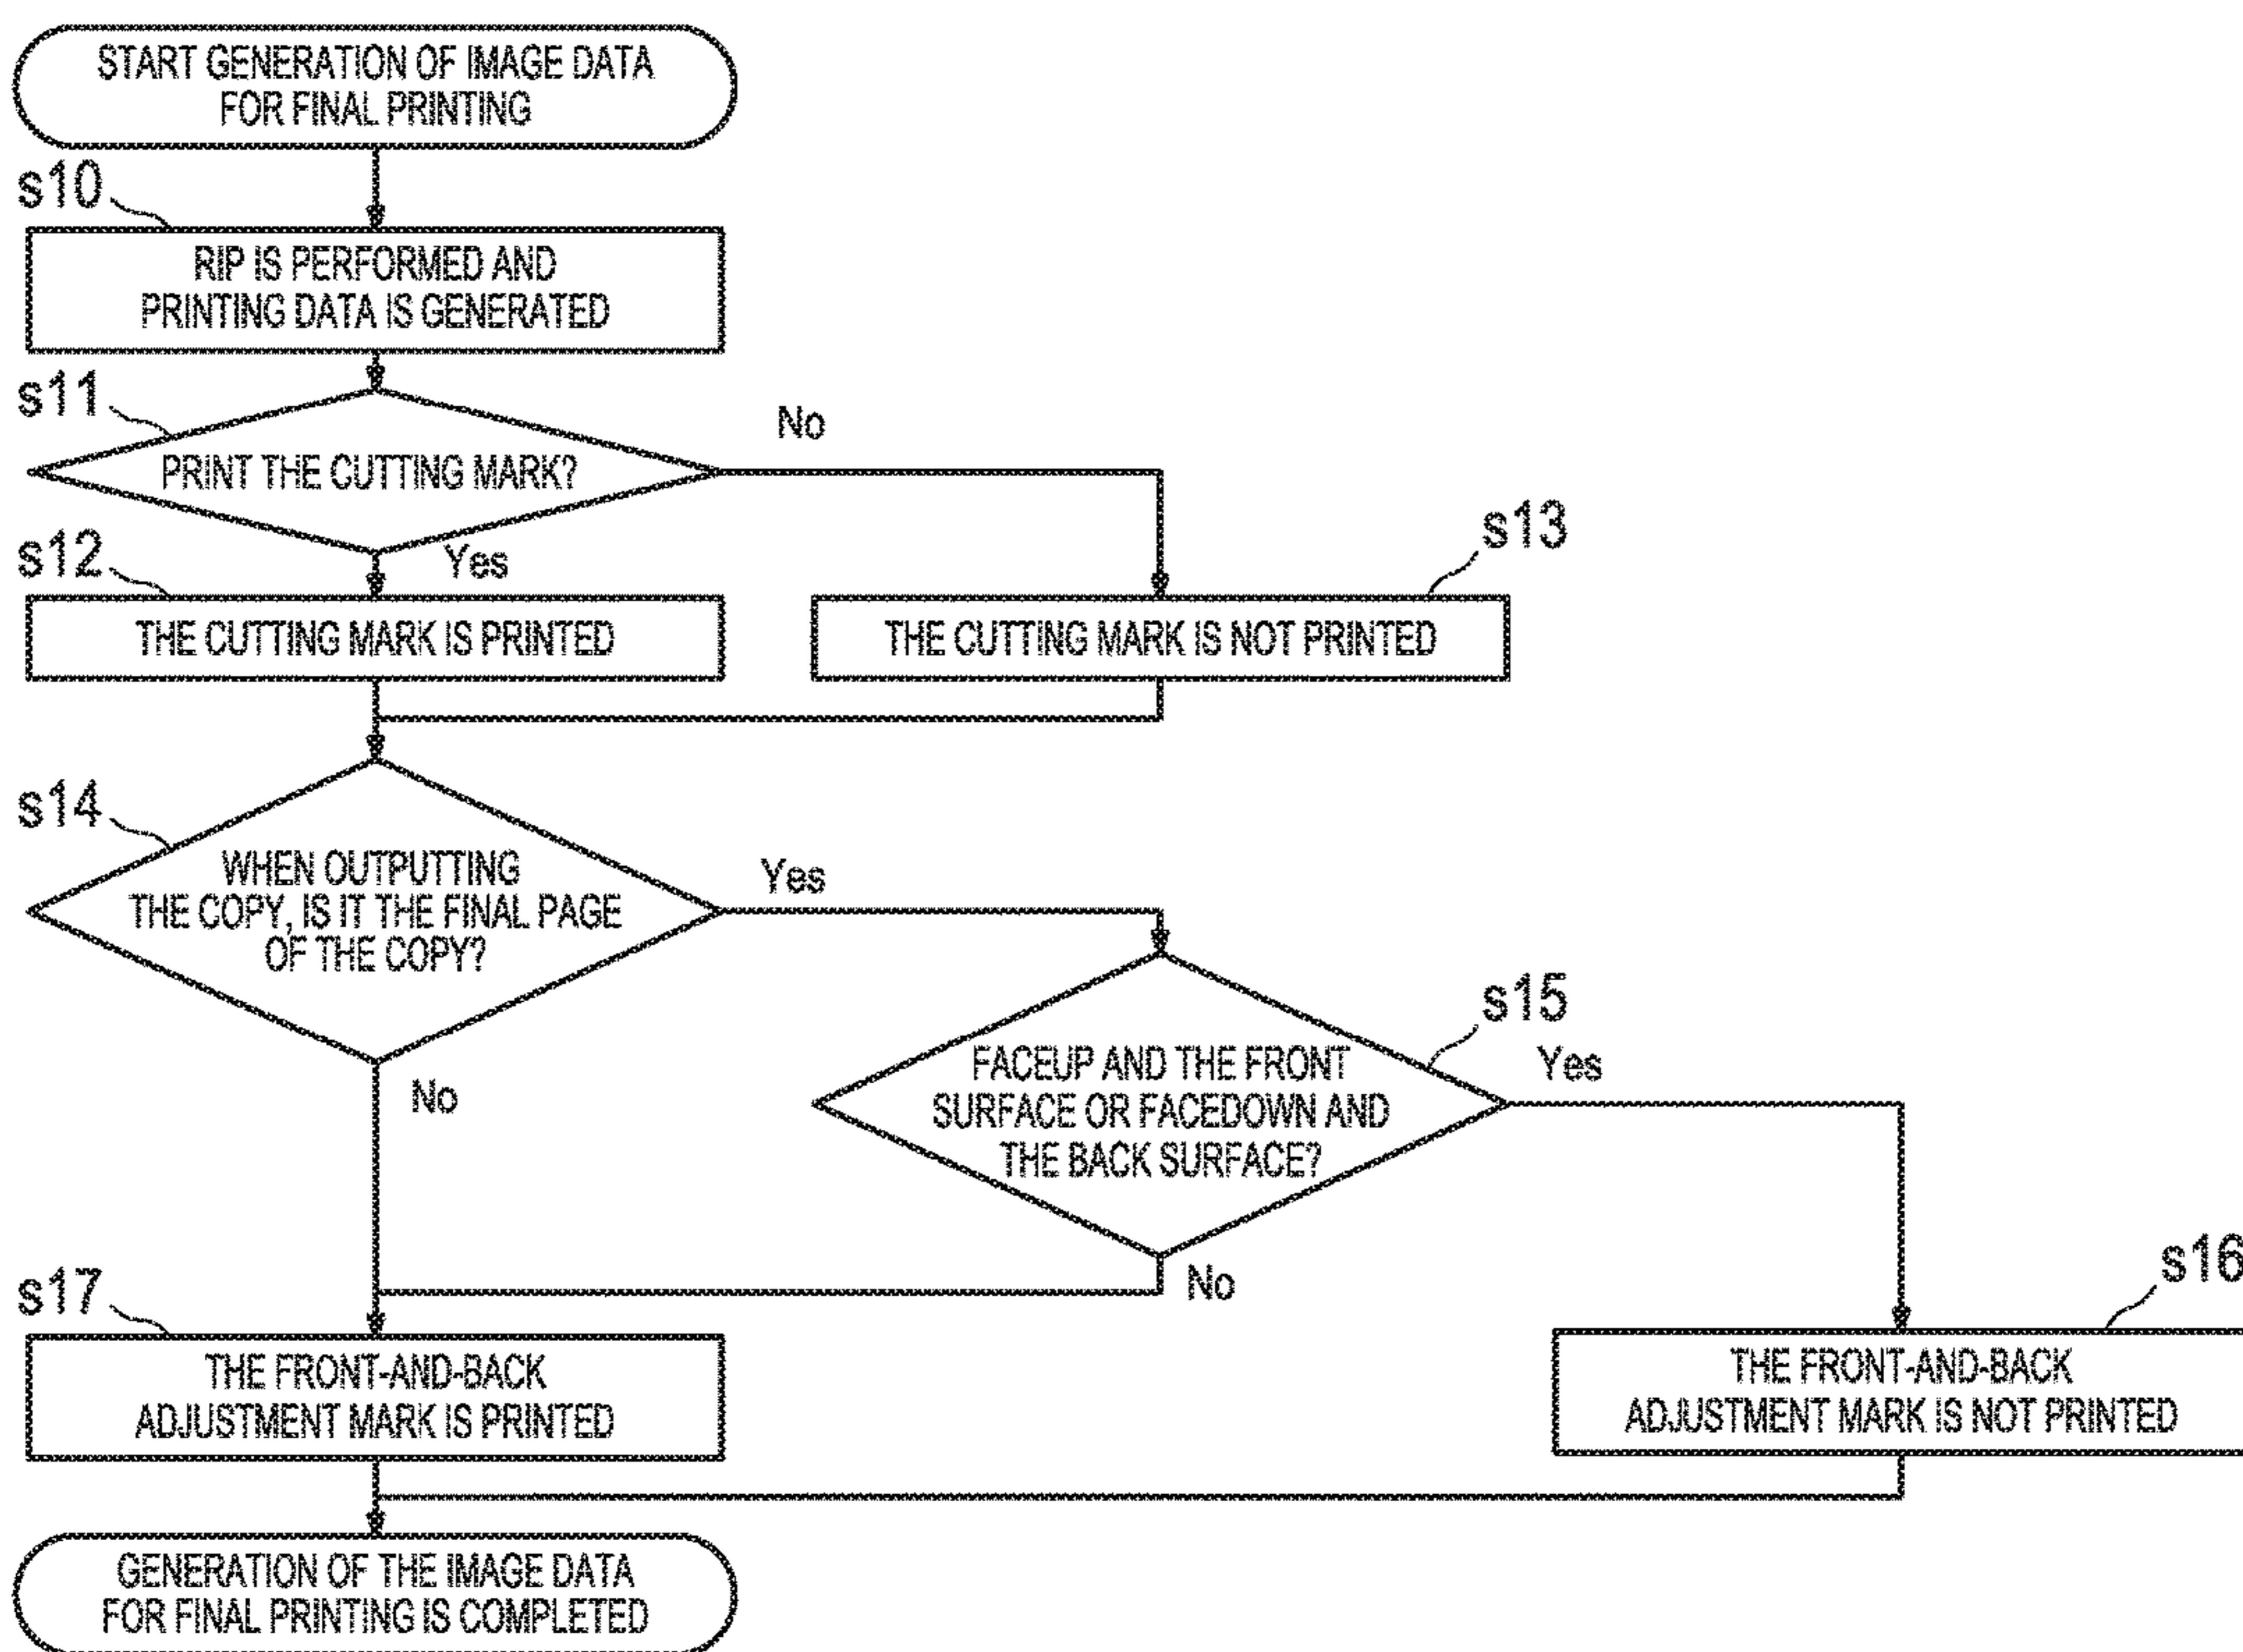 START GENERATION OF IMAGE DATA
FOR FINAL PRINTING
s10
RIP IS PERFORMED AND
PRINTING DATA IS GENERATED
s11
No
PRINT THE CUTTING MARK?
s12
Yes
s13
THE CUTTING MARK IS PRINTED
THE CUTTING MARK IS NOT PRINTED
s14
WHEN OUTPUTTING
THE COPY, IS IT THE FINAL PAGE
OF THE COPY?
Yes
No
s15
FACEUP AND THE FRONT
SURFACE OR FACEDOWN AND
THE BACK SURFACE?
Yes
No
s16
s17
THE FRONT-AND-BACK
ADJUSTMENT MARK IS PRINTED
THE FRONT-AND-BACK
ADJUSTMENT MARK IS NOT PRINTED
GENERATION OF THE IMAGE DATA
FOR FINAL PRINTING IS COMPLETED